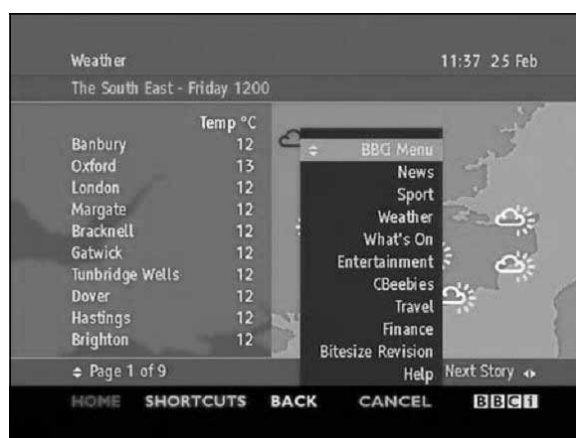 Weather 11:37 25 Feb
The South East - Friday 1200
Temp °C
Banbury 12
Oxford 13
London 12
Margate 12
Bracknell 12
Gatwick 12
Tunbridge Wells 12
Dover 12
Hastings 12
Brighton 12
BBCi Menu
News
Sport
Weather
What's On
Entertainment
CBeebies
Travel
Finance
Bitesize Revision
Help
Page 1 of 9 Next Story
HOME SHORTCUTS BACK CANCEL BBCi